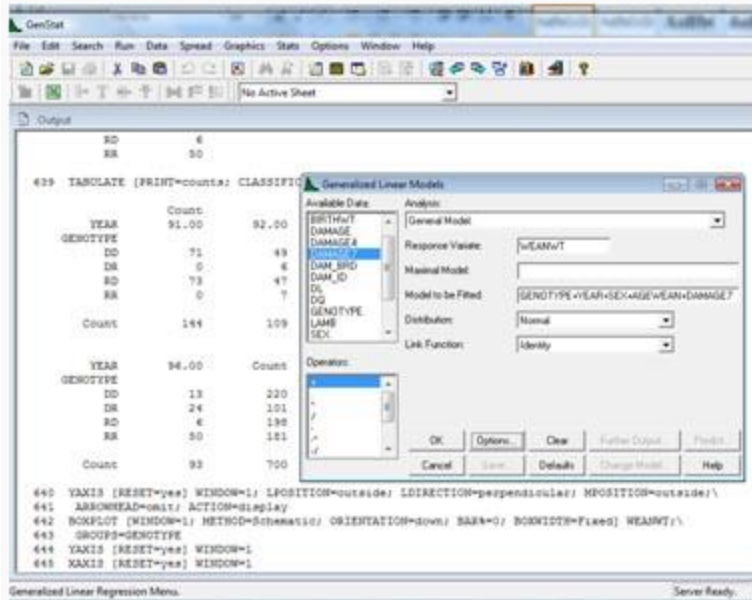 GenStat
File Edit Search Run Data Spread Graphics Stats Options Window Help
No Active Sheet
Output
RD 6
RR 50
639 TABULATE [PRINT=counts; CLASSIFIC
Count
YEAR 91.00 92.00
GENOTYPE
DD 71 49
DR 0 6
RD 73 47
RR 0 7
Count 144 109
YEAR 96.00 Count
GENOTYPE
DD 13 220
DR 24 101
RD 6 198
RR 50 181
Count 93 700
640 YAXIS [RESET=yes] WINDOW=1; LPOSITION=outside; LDIRECTION=perpendicular; MPOSITION=outside;\
641 ARROWHEAD=omit; ACTION=display
642 BOXPLOT [WINDOW=1; METHOD=Schematic; ORIENTATION=down; BAR%=0; BOXWIDTH=Fixed] WEANWT;\
643 GROUPS=GENOTYPE
644 YAXIS [RESET=yes] WINDOW=1
645 XAXIS [RESET=yes] WINDOW=1
Generalized Linear Models
Available Data:
BIRTHWT
DAMAGE
DAMAGE4
DAMAGE7
DAM_BRD
DAM_ID
DL
DQ
GENOTYPE
LAMB
SEX
Operators:
+
Analysis:
General Model
Response Variate: WEANWT
Maximal Model:
Model to be Fitted: GENOTYPE+YEAR+SEX+AGEWEAN+DAMAGE7
Distribution: Normal
Link Function: Identity
OK Options... Clear Further Output... Predict...
Cancel Save... Defaults Change Model... Help
Generalized Linear Regression Menu. Server Ready.